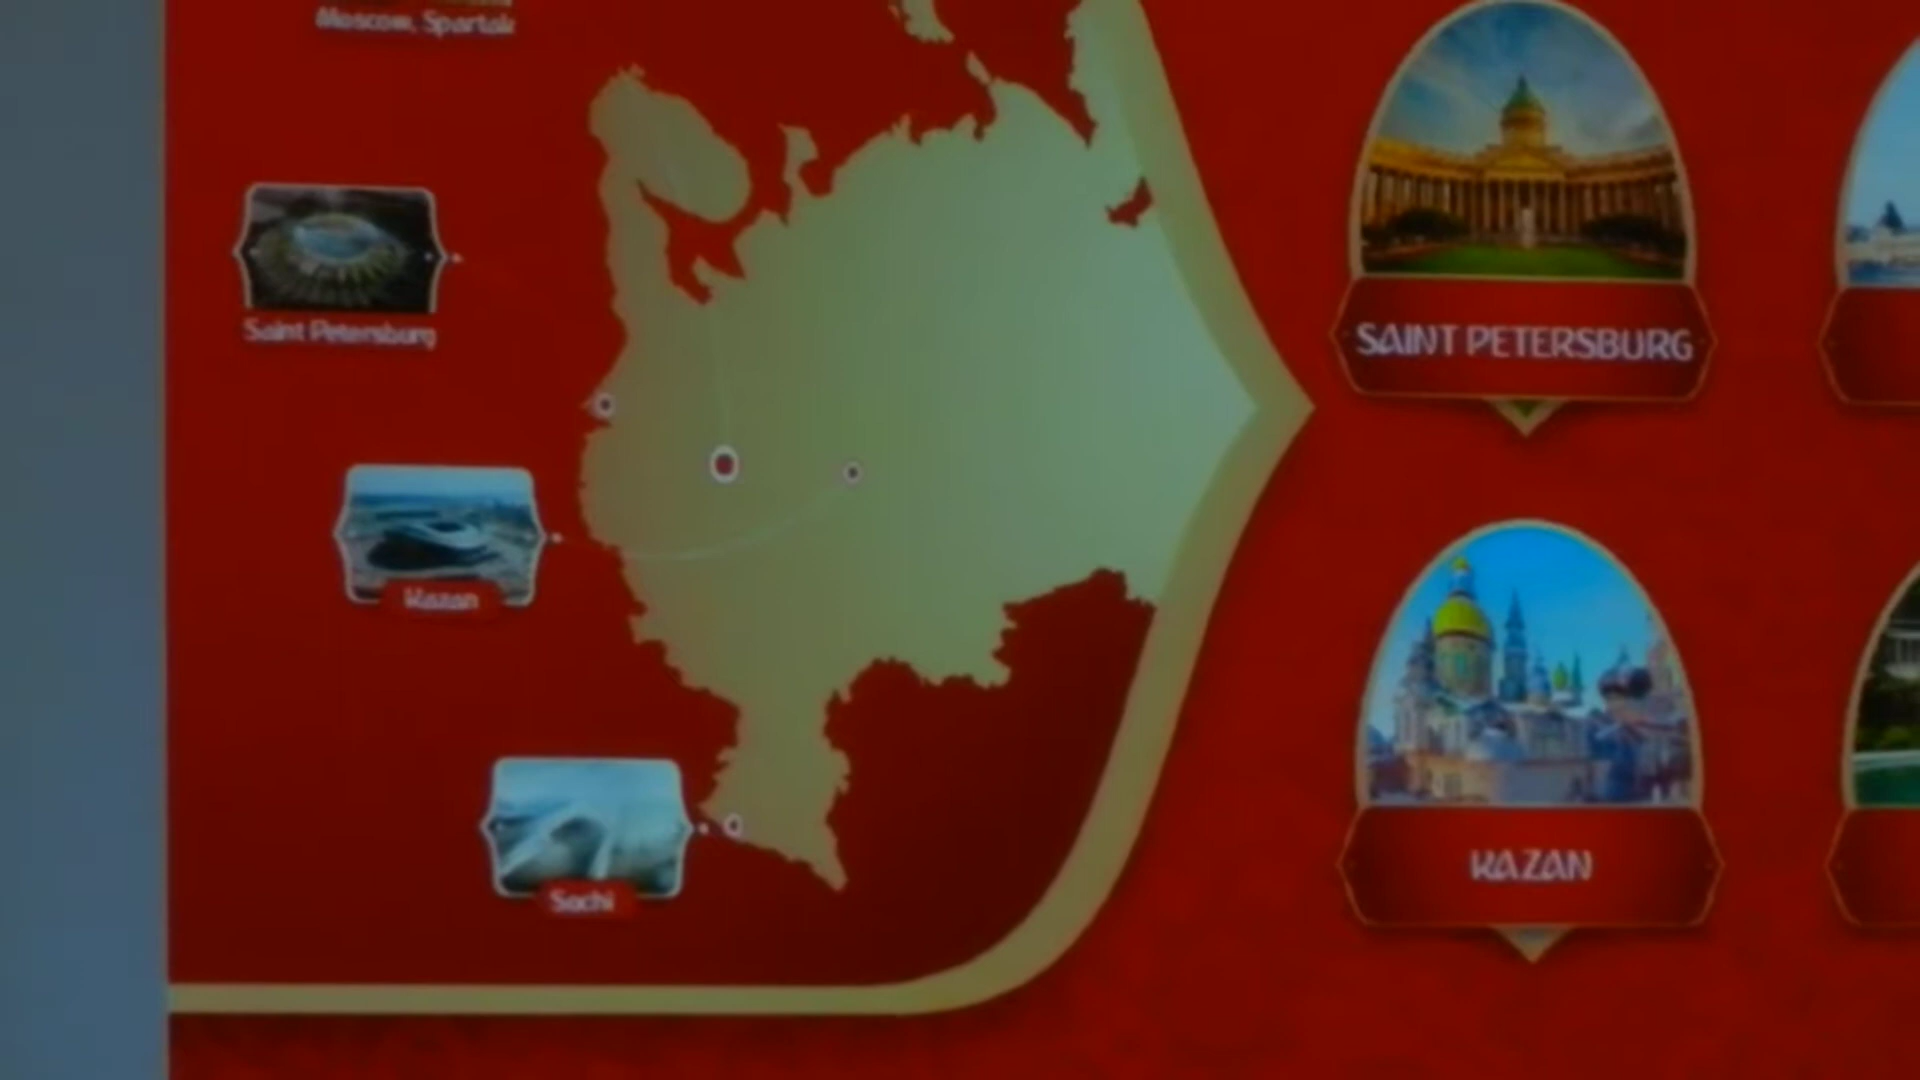 Moscow, Spartak
Saint Petersburg
Kazan
Sochi
SAINT PETERSBURG
KAZAN